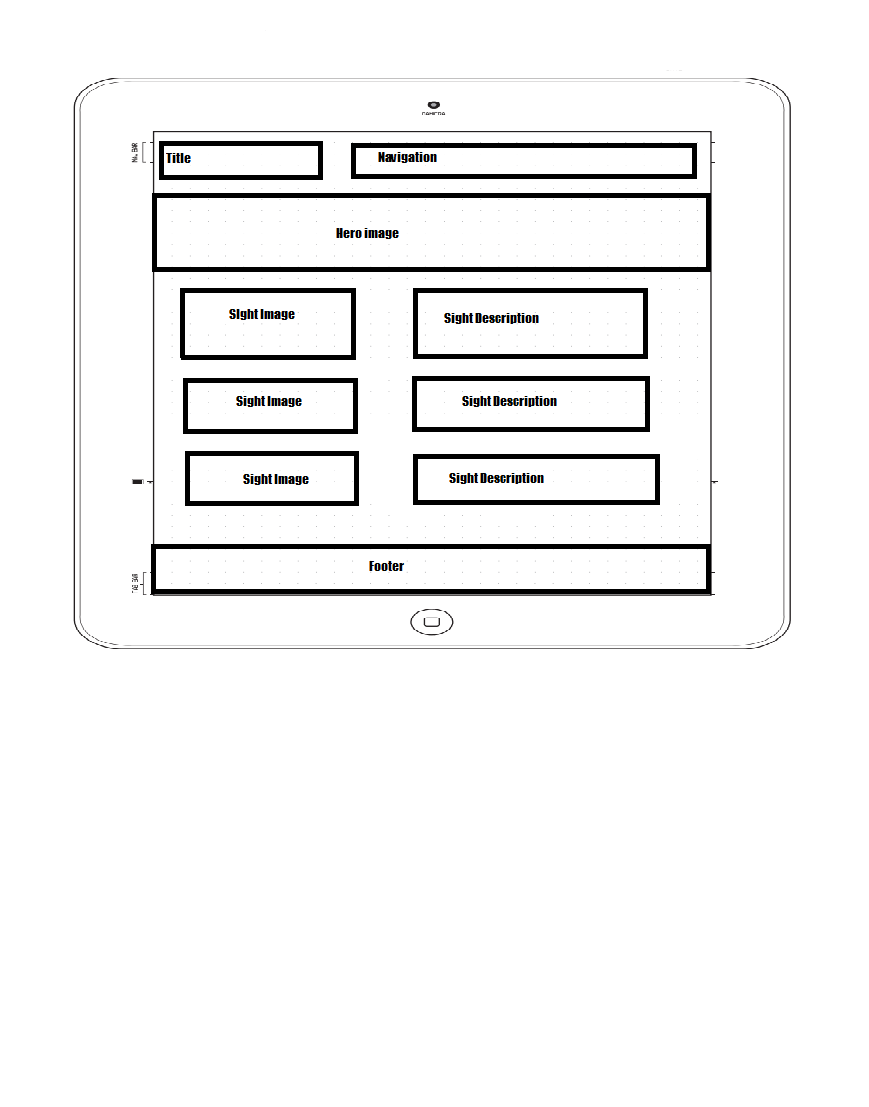 CAMERA
NAV BAR
Title
Navigation
Hero image
Sight Image
Sight Description
Sight Image
Sight Description
Sight Image
Sight Description
TAB BAR
Footer